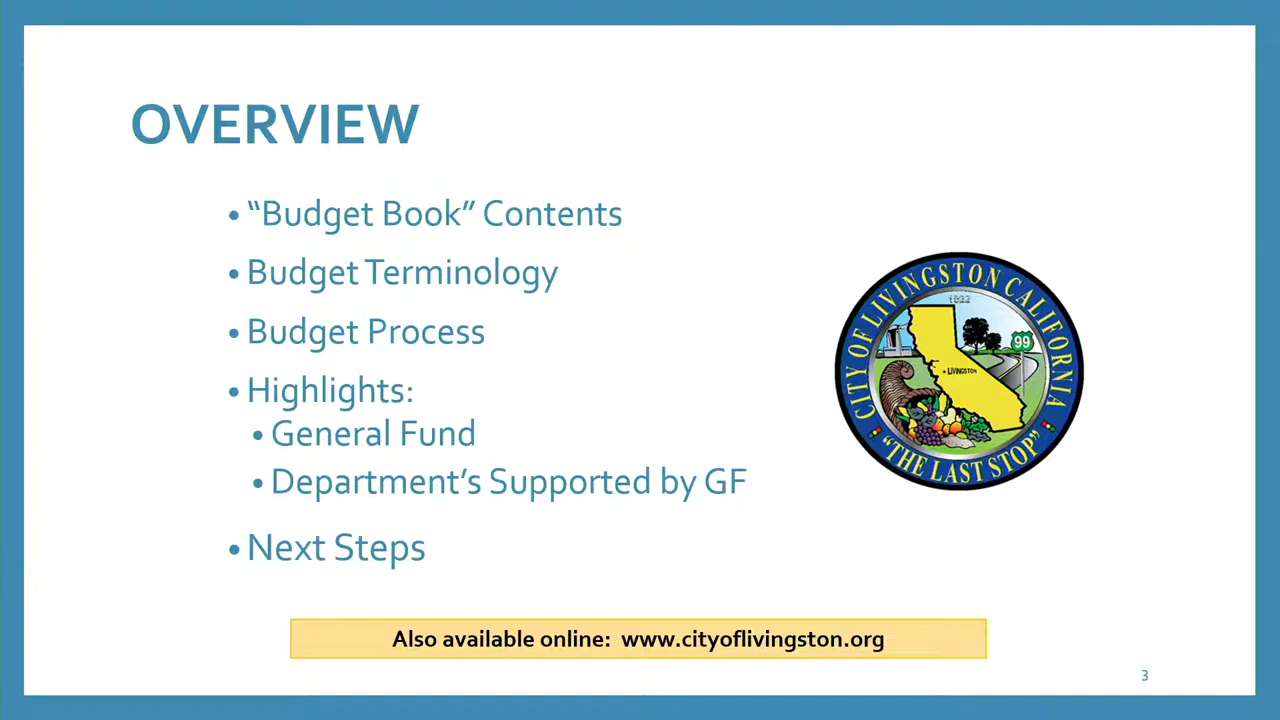 OVERVIEW
• “Budget Book” Contents
• Budget Terminology
• Budget Process
• Highlights:
• General Fund
• Department’s Supported by GF
• Next Steps
CITY OF LIVINGSTON CALIFORNIA
1922
99
LIVINGSTON
“THE LAST STOP”
Also available online: www.cityoflivingston.org
3